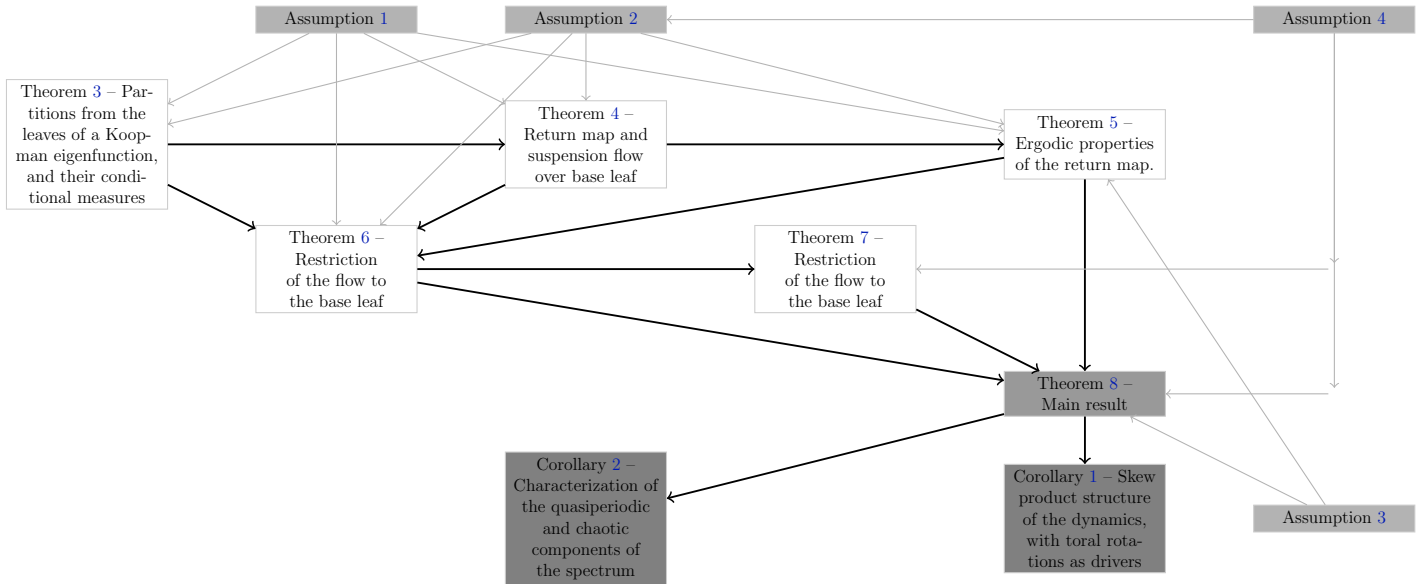 Assumption 1
Assumption 2
Assumption 4
Theorem 3 – Par-
titions from the
leaves of a Koop-
man eigenfunction,
and their condi-
tional measures
Theorem 4 –
Return map and
suspension flow
over base leaf
Theorem 5 –
Ergodic properties
of the return map.
Theorem 6 –
Restriction
of the flow to
the base leaf
Theorem 7 –
Restriction
of the flow to
the base leaf
Theorem 8 –
Main result
Corollary 2 –
Characterization of
the quasiperiodic
and chaotic
components of
the spectrum
Corollary 1 – Skew
product structure
of the dynamics,
with toral rota-
tions as drivers
Assumption 3